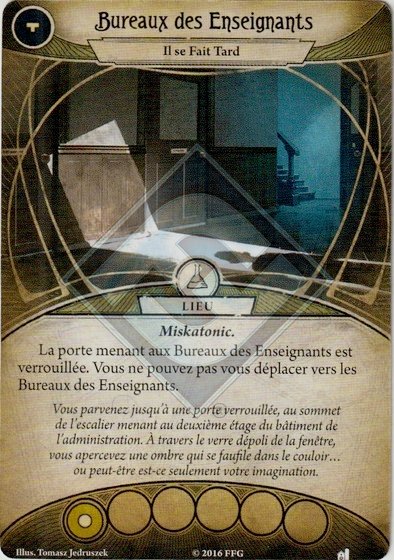 Bureaux des Enseignants
Il se Fait Tard
LIEU
Miskatonic.
La porte menant aux Bureaux des Enseignants est
verrouillée. Vous ne pouvez pas vous déplacer vers les
Bureaux des Enseignants.
Vous parvenez jusqu'à une porte verrouillée, au sommet
de l'escalier menant au deuxième étage du bâtiment de
l'administration. À travers le verre dépoli de la fenêtre,
vous apercevez une ombre qui se faufile dans le couloir…
ou peut-être est-ce seulement votre imagination.
Illus. Tomasz Jedruszek
© 2016 FFG